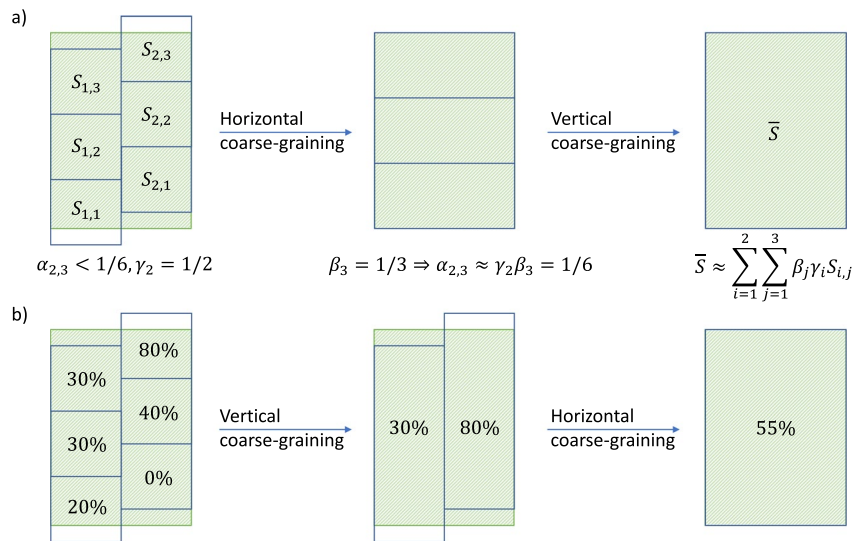 a)
S₁,₃
S₁,₂
S₁,₁
S₂,₃
S₂,₂
S₂,₁
Horizontal
coarse-graining
Vertical
coarse-graining
S̅
α₂,₃ < 1/6, γ₂ = 1/2
β₃ = 1/3 ⇒ α₂,₃ ≈ γ₂β₃ = 1/6
S̅ ≈ ∑_{i=1}^{2} ∑_{j=1}^{3} βⱼγᵢSᵢ,ⱼ
b)
30%
30%
20%
80%
40%
0%
Vertical
coarse-graining
30%
80%
Horizontal
coarse-graining
55%